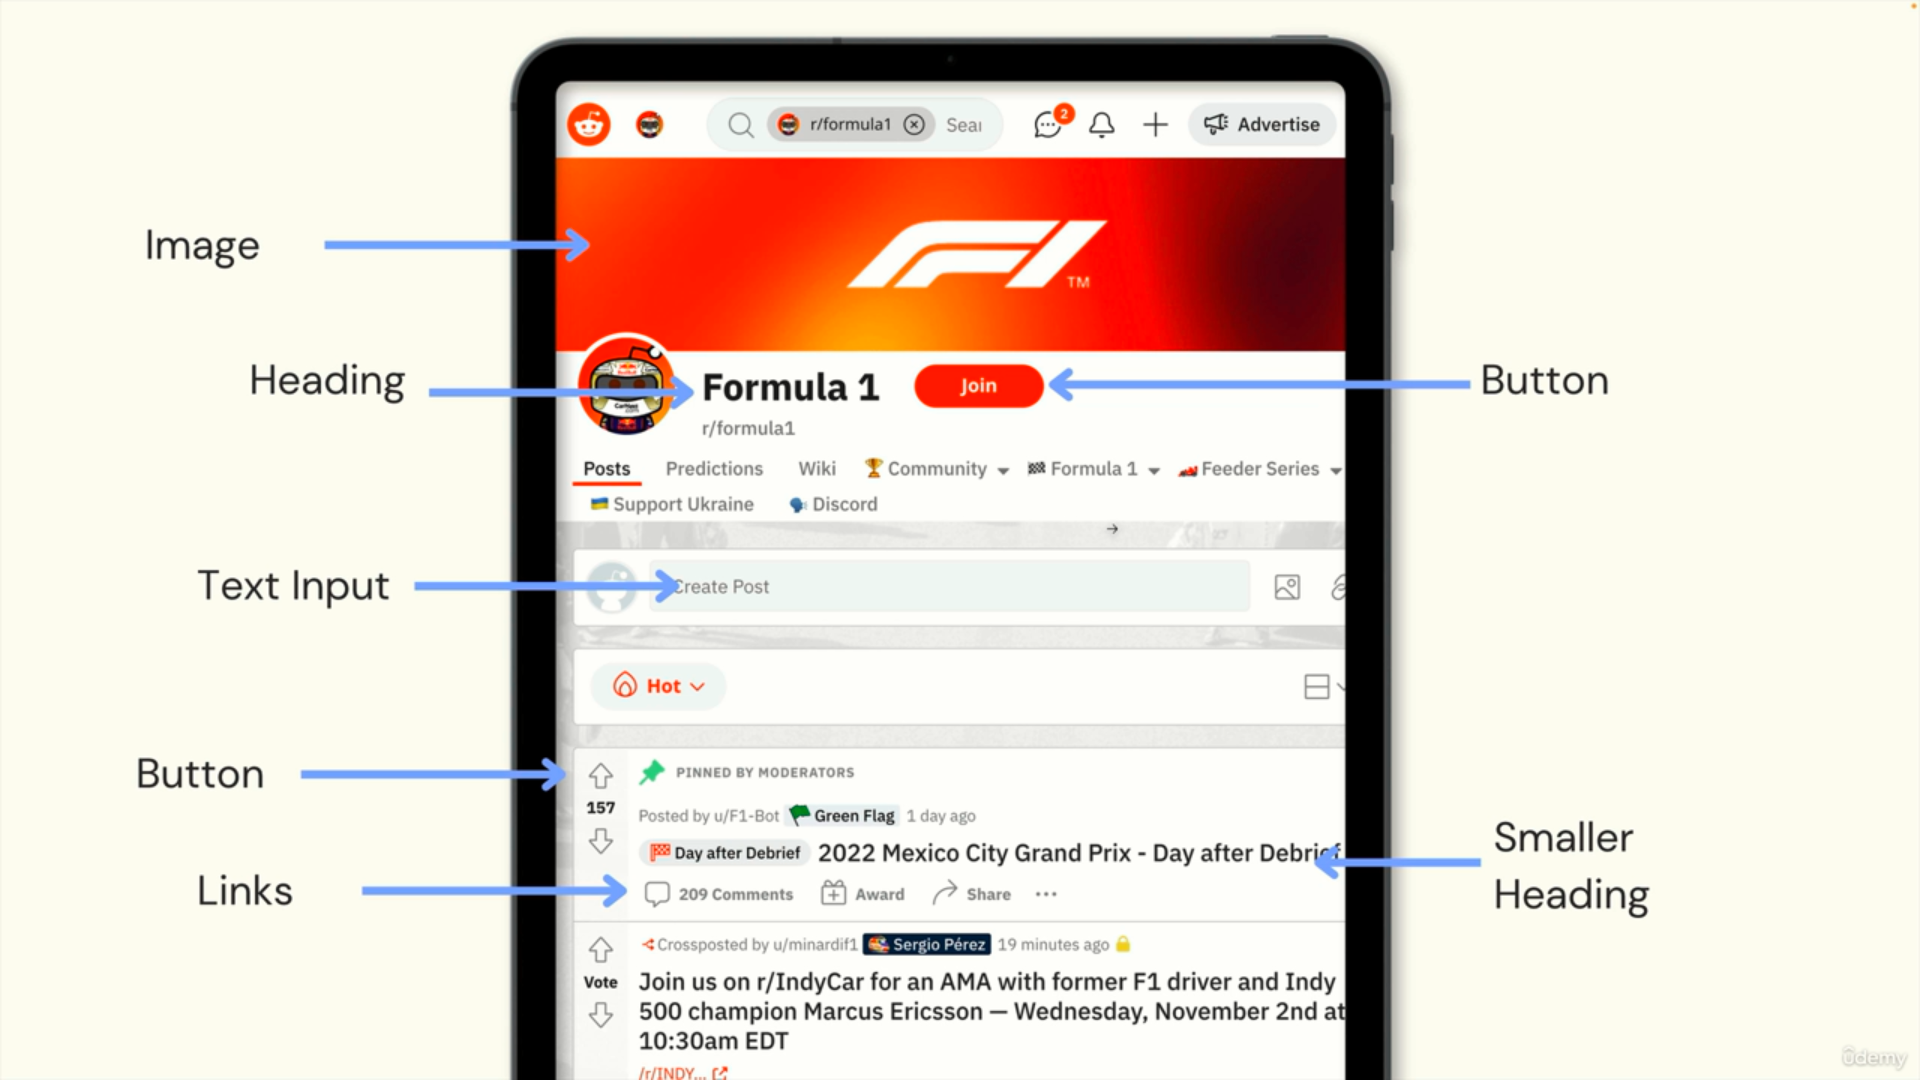 r/formula1
Sear
2
Advertise
Image
F1
TM
Heading
Formula 1
Join
Button
r/formula1
Posts
Predictions
Wiki
Community
Formula 1
Feeder Series
Support Ukraine
Discord
Text Input
Create Post
Hot
Button
PINNED BY MODERATORS
157
Posted by u/F1-Bot Green Flag 1 day ago
Day after Debrief 2022 Mexico City Grand Prix - Day after Debrief
Smaller
Heading
Links
209 Comments
Award
Share
Crossposted by u/minardif1 Sergio Pérez 19 minutes ago
Vote
Join us on r/IndyCar for an AMA with former F1 driver and Indy
500 champion Marcus Ericsson — Wednesday, November 2nd at
10:30am EDT
/r/INDY...
ûdemy